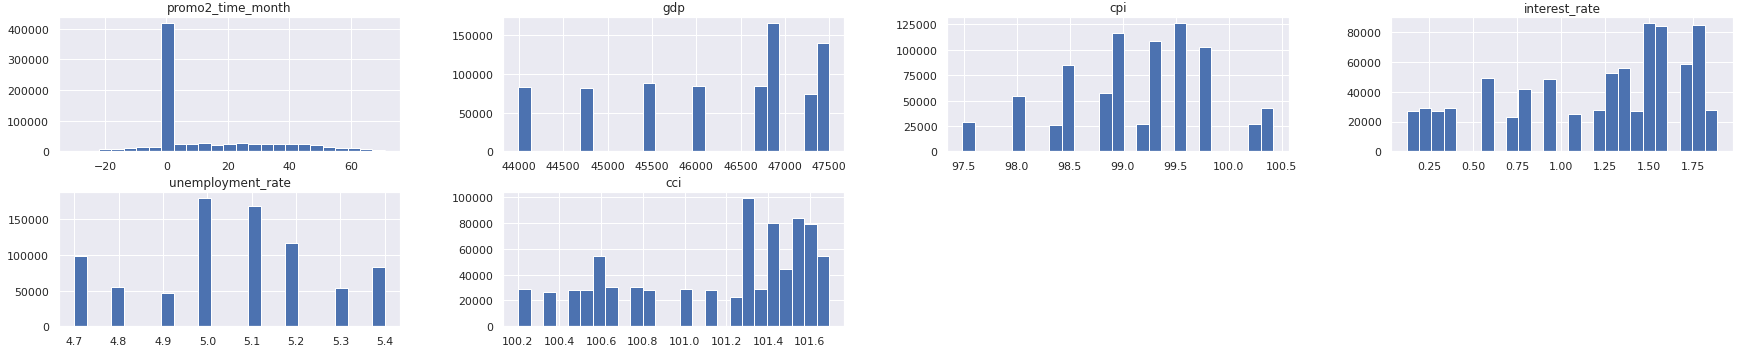 promo2_time_month
400000
300000
200000
100000
0
−20 0 20 40 60
gdp
150000
100000
50000
0
44000 44500 45000 45500 46000 46500 47000 47500
cpi
125000
100000
75000
50000
25000
0
97.5 98.0 98.5 99.0 99.5 100.0 100.5
interest_rate
80000
60000
40000
20000
0
0.25 0.50 0.75 1.00 1.25 1.50 1.75
unemployment_rate
150000
100000
50000
0
4.7 4.8 4.9 5.0 5.1 5.2 5.3 5.4
cci
100000
80000
60000
40000
20000
0
100.2 100.4 100.6 100.8 101.0 101.2 101.4 101.6